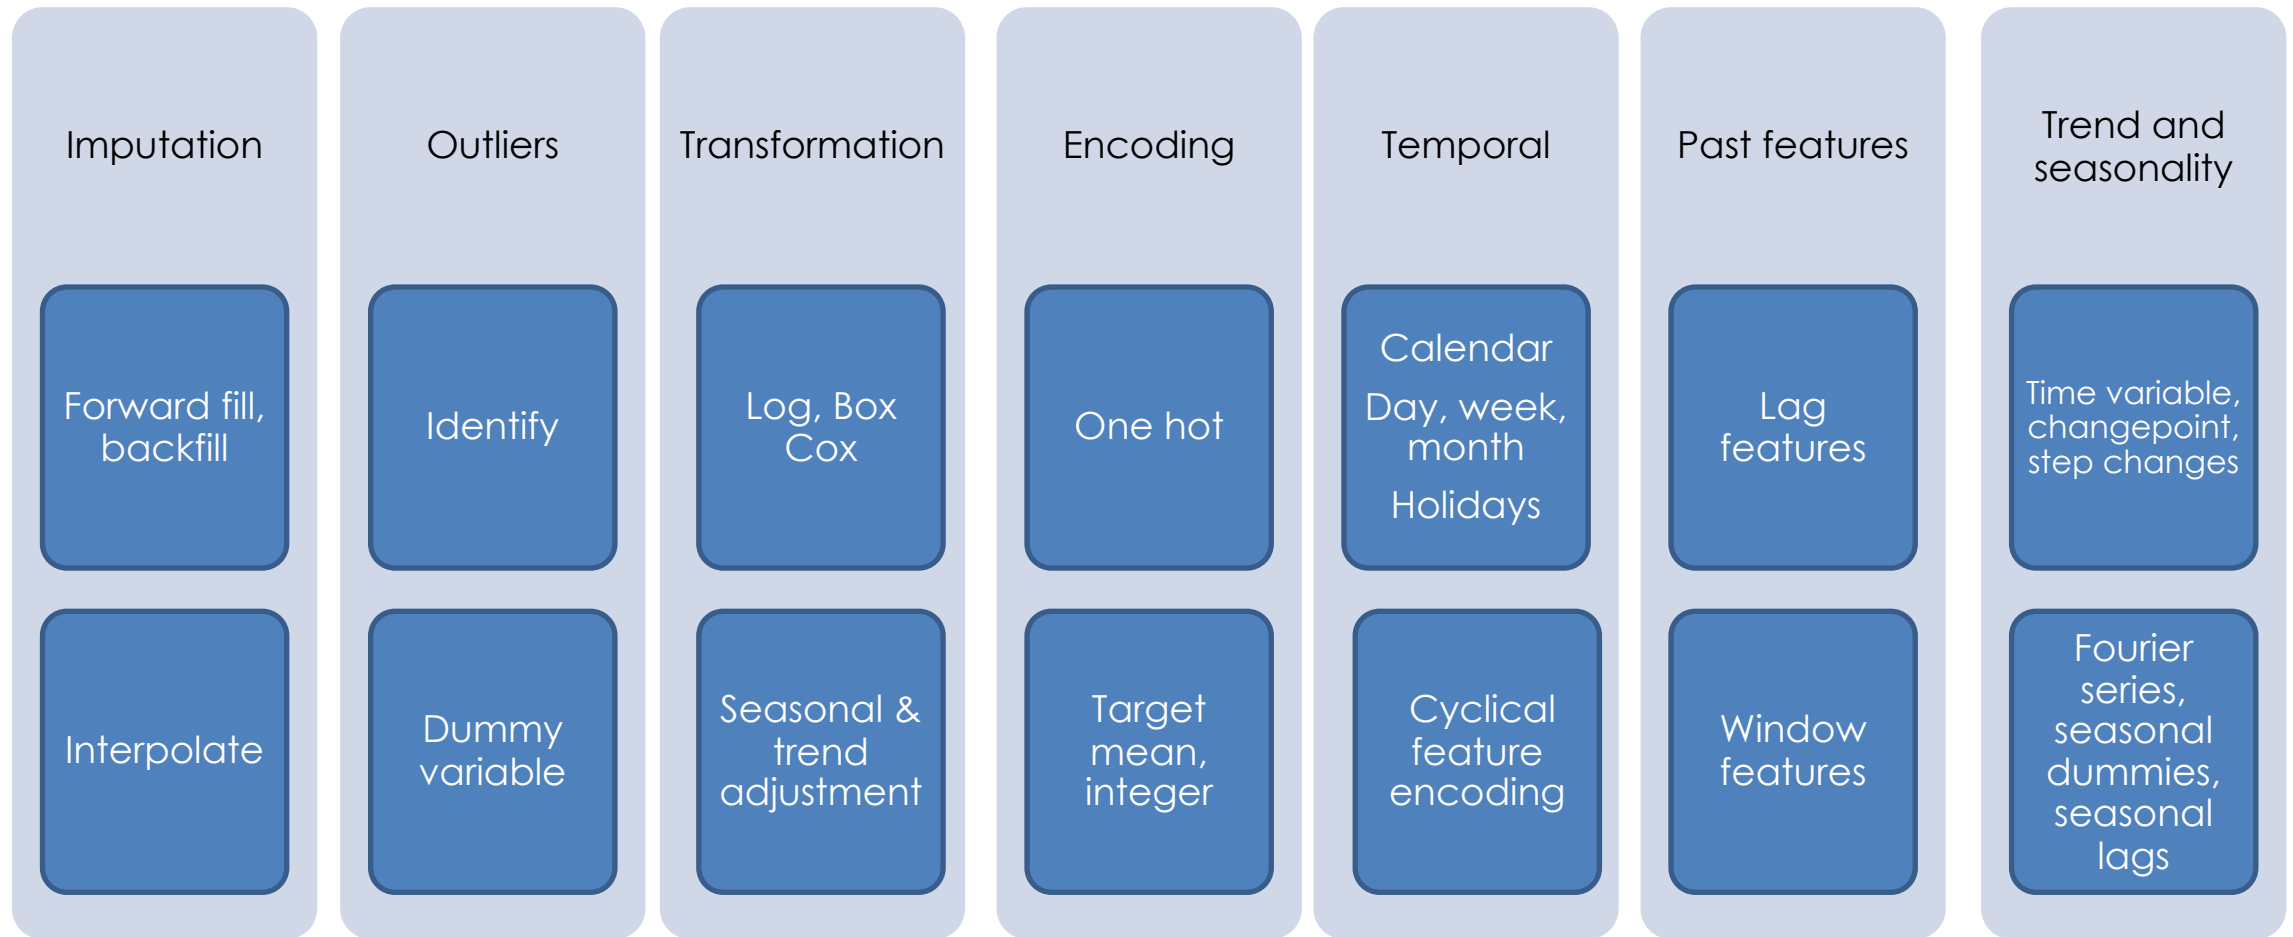 Imputation
Forward fill,
backfill
Interpolate
Outliers
Identify
Dummy
variable
Transformation
Log, Box
Cox
Seasonal &
trend
adjustment
Encoding
One hot
Target
mean,
integer
Temporal
Calendar
Day, week,
month
Holidays
Cyclical
feature
encoding
Past features
Lag
features
Window
features
Trend and
seasonality
Time variable,
changepoint,
step changes
Fourier
series,
seasonal
dummies,
seasonal
lags